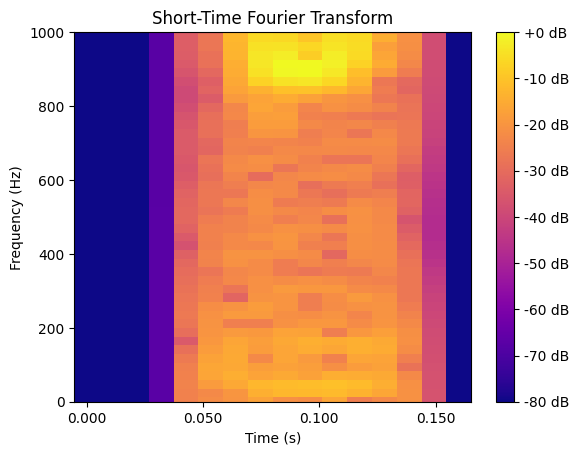 Short-Time Fourier Transform
Frequency (Hz)
1000
800
600
400
200
0
0.000
0.050
0.100
0.150
Time (s)
+0 dB
-10 dB
-20 dB
-30 dB
-40 dB
-50 dB
-60 dB
-70 dB
-80 dB